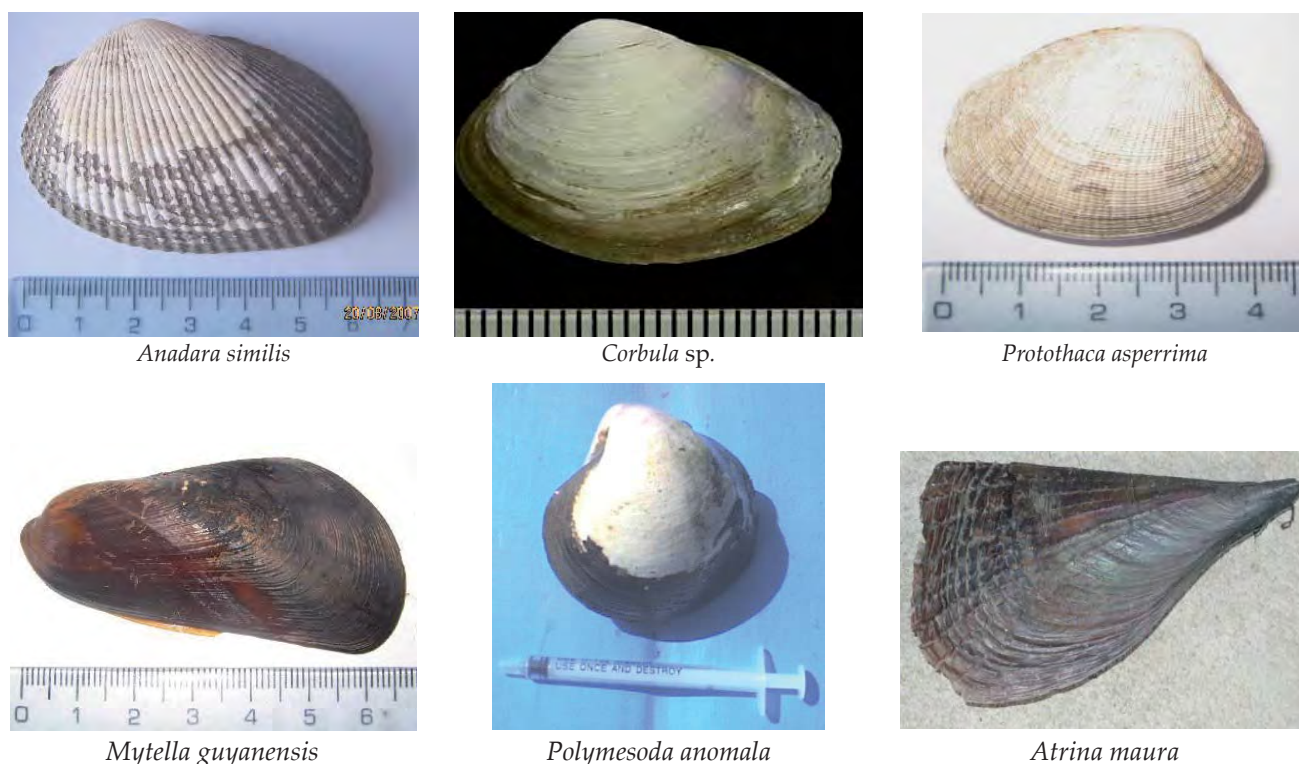 0 1 2 3 4 5 6 7
20/08/2007
0 1 2 3 4
Anadara similis
Corbula sp.
Protothaca asperrima
0 1 2 3 4 5 6
USE ONCE AND DESTROY
Mytella guyanensis
Polymesoda anomala
Atrina maura